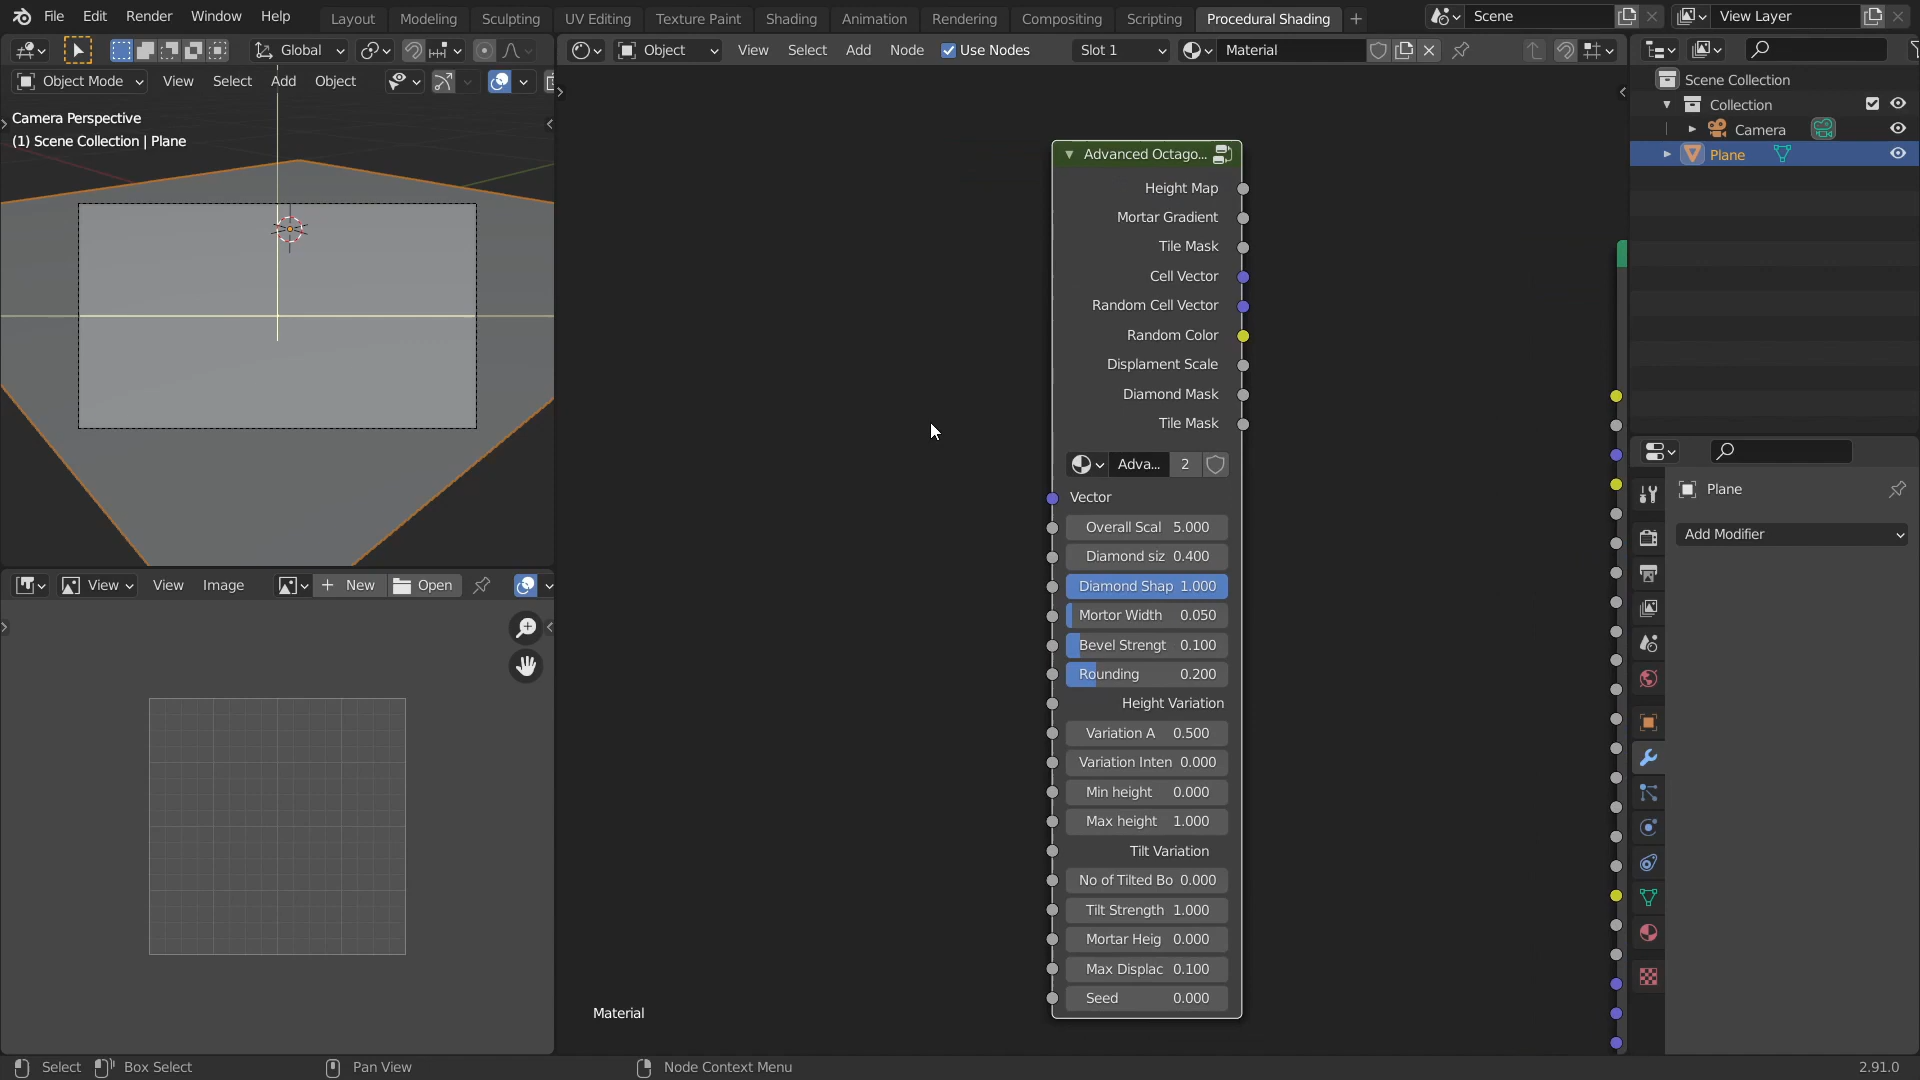 File Edit Render Window Help Layout Modeling Sculpting UV Editing Texture Paint Shading Animation Rendering Compositing Scripting Procedural Shading + Scene View Layer
Global Object View Select Add Node Use Nodes Slot 1 Material
Object Mode View Select Add Object
Camera Perspective
(1) Scene Collection | Plane
Scene Collection
Collection
Camera
Plane
Advanced Octago...
Height Map
Mortar Gradient
Tile Mask
Cell Vector
Random Cell Vector
Random Color
Displament Scale
Diamond Mask
Tile Mask
Adva... 2
Vector
Overall Scal 5.000
Diamond siz 0.400
Diamond Shap 1.000
Mortor Width 0.050
Bevel Strengt 0.100
Rounding 0.200
Height Variation
Variation A 0.500
Variation Inten 0.000
Min height 0.000
Max height 1.000
Tilt Variation
No of Tilted Bo 0.000
Tilt Strength 1.000
Mortar Heig 0.000
Max Displac 0.100
Seed 0.000
Material
View View Image + New Open
Plane
Add Modifier
Select Box Select Pan View Node Context Menu 2.91.0